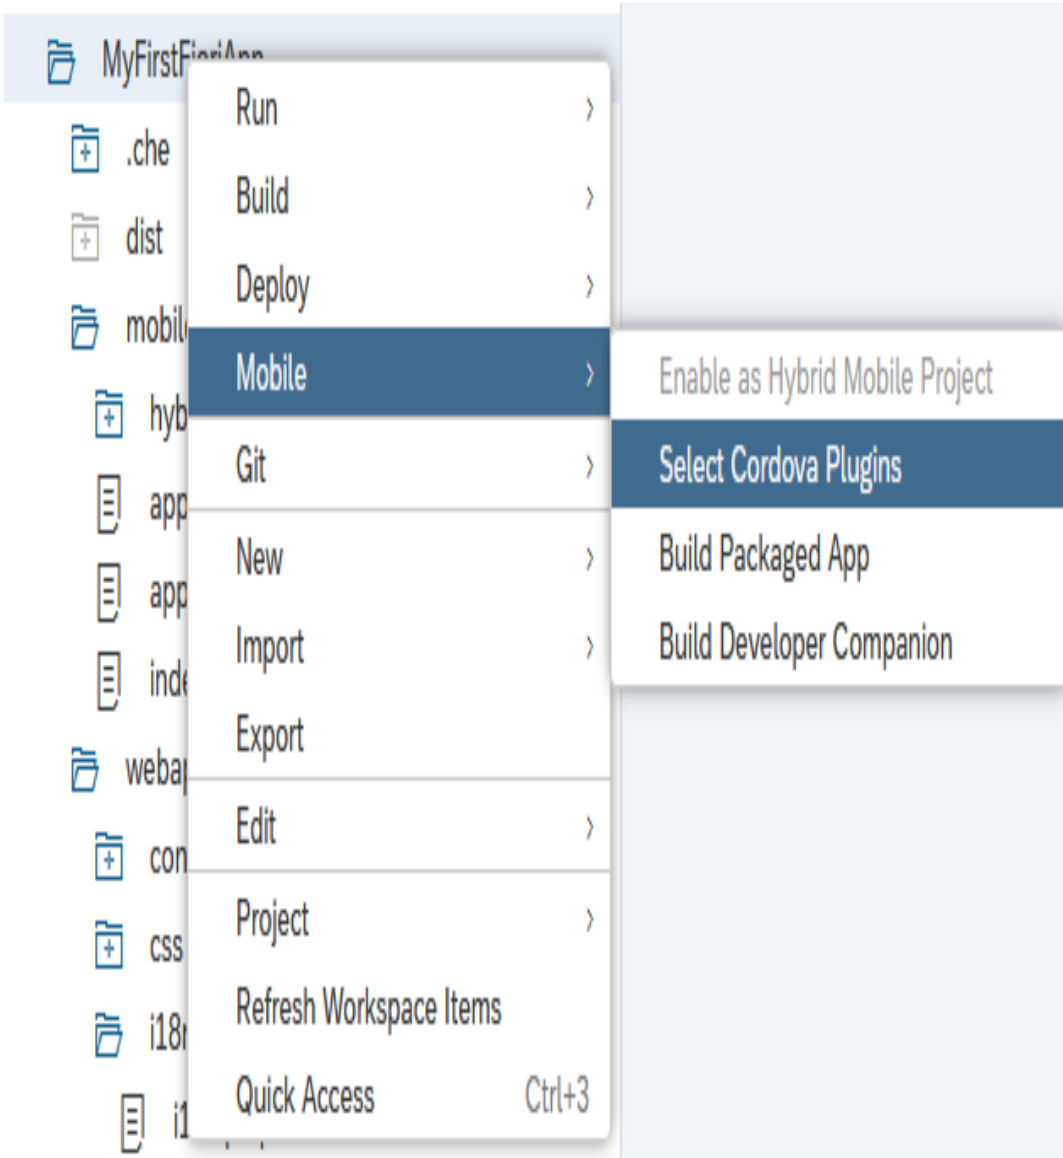 MyFirstFioriApp
.che
dist
Run
Build
Deploy
Mobile
Git
New
Import
Export
Edit
Project
Refresh Workspace Items
Quick Access Ctrl+3
Enable as Hybrid Mobile Project
Select Cordova Plugins
Build Packaged App
Build Developer Companion
css